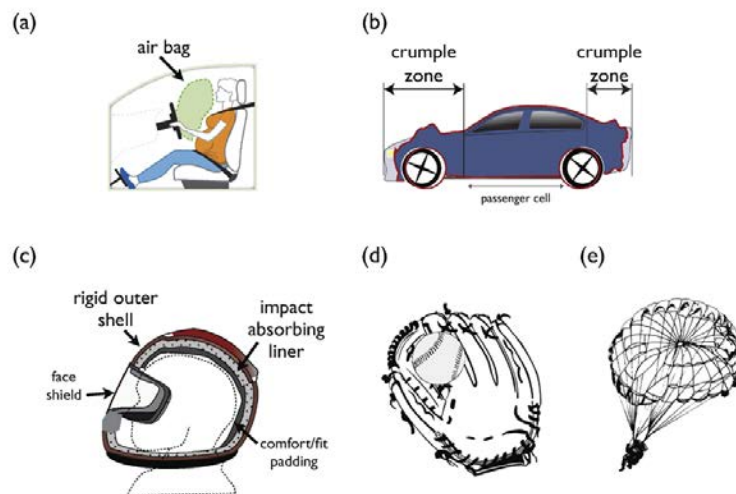 (a)
air bag
(b)
crumple
zone
crumple
zone
passenger cell
(c)
rigid outer
shell
impact
absorbing
liner
face
shield
comfort/fit
padding
(d)
(e)